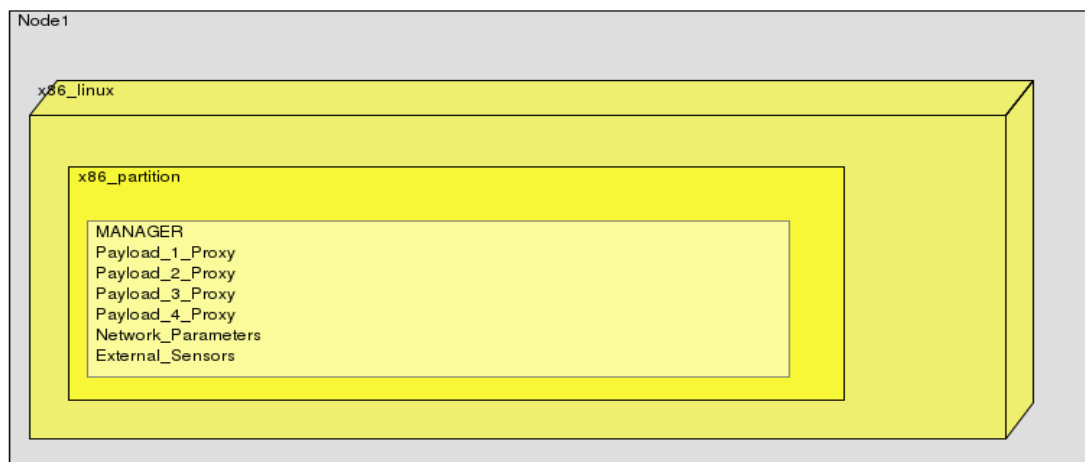 Node1
x86_linux
x86_partition
MANAGER
Payload_1_Proxy
Payload_2_Proxy
Payload_3_Proxy
Payload_4_Proxy
Network_Parameters
External_Sensors